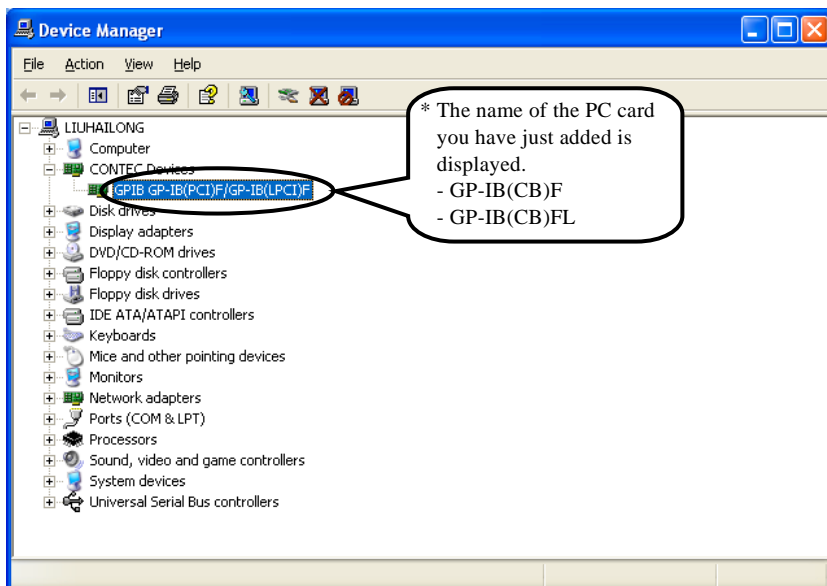 Device Manager
File Action View Help
* The name of the PC card
you have just added is
displayed.
- GP-IB(CB)F
- GP-IB(CB)FL
LIUHAILONG
Computer
CONTEC Devices
GPIB GP-IB(PCI)F/GP-IB(LPCI)F
Disk drives
Display adapters
DVD/CD-ROM drives
Floppy disk controllers
Floppy disk drives
IDE ATA/ATAPI controllers
Keyboards
Mice and other pointing devices
Monitors
Network adapters
Ports (COM & LPT)
Processors
Sound, video and game controllers
System devices
Universal Serial Bus controllers